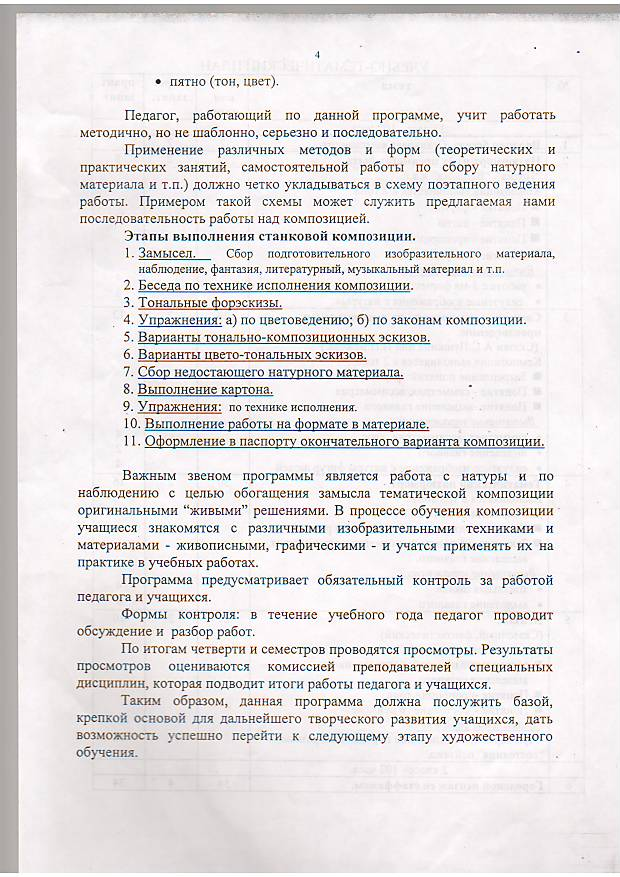 4
• пятно (тон, цвет).
Педагог, работающий по данной программе, учит работать
методично, но не шаблонно, серьезно и последовательно.
Применение различных методов и форм (теоретических и
практических занятий, самостоятельной работы по сбору натурного
материала и т.п.) должно четко укладываться в схему поэтапного ведения
работы. Примером такой схемы может служить предлагаемая нами
последовательность работы над композицией.
Этапы выполнения станковой композиции.
1. Замысел. Сбор подготовительного изобразительного материала,
наблюдение, фантазия, литературный, музыкальный материал и т.п.
2. Беседа по технике исполнения композиции.
3. Тональные форэскизы.
4. Упражнения: а) по цветоведению; б) по законам композиции.
5. Варианты тонально-композиционных эскизов.
6. Варианты цвето-тональных эскизов.
7. Сбор недостающего натурного материала.
8. Выполнение картона.
9. Упражнения: по технике исполнения.
10. Выполнение работы на формате в материале.
11. Оформление в паспорту окончательного варианта композиции.
Важным звеном программы является работа с натуры и по
наблюдению с целью обогащения замысла тематической композиции
оригинальными “живыми” решениями. В процессе обучения композиции
учащиеся знакомятся с различными изобразительными техниками и
материалами - живописными, графическими - и учатся применять их на
практике в учебных работах.
Программа предусматривает обязательный контроль за работой
педагога и учащихся.
Формы контроля: в течение учебного года педагог проводит
обсуждение и разбор работ.
По итогам четверти и семестров проводятся просмотры. Результаты
просмотров оцениваются комиссией преподавателей специальных
дисциплин, которая подводит итоги работы педагога и учащихся.
Таким образом, данная программа должна послужить базой,
крепкой основой для дальнейшего творческого развития учащихся, дать
возможность успешно перейти к следующему этапу художественного
обучения.